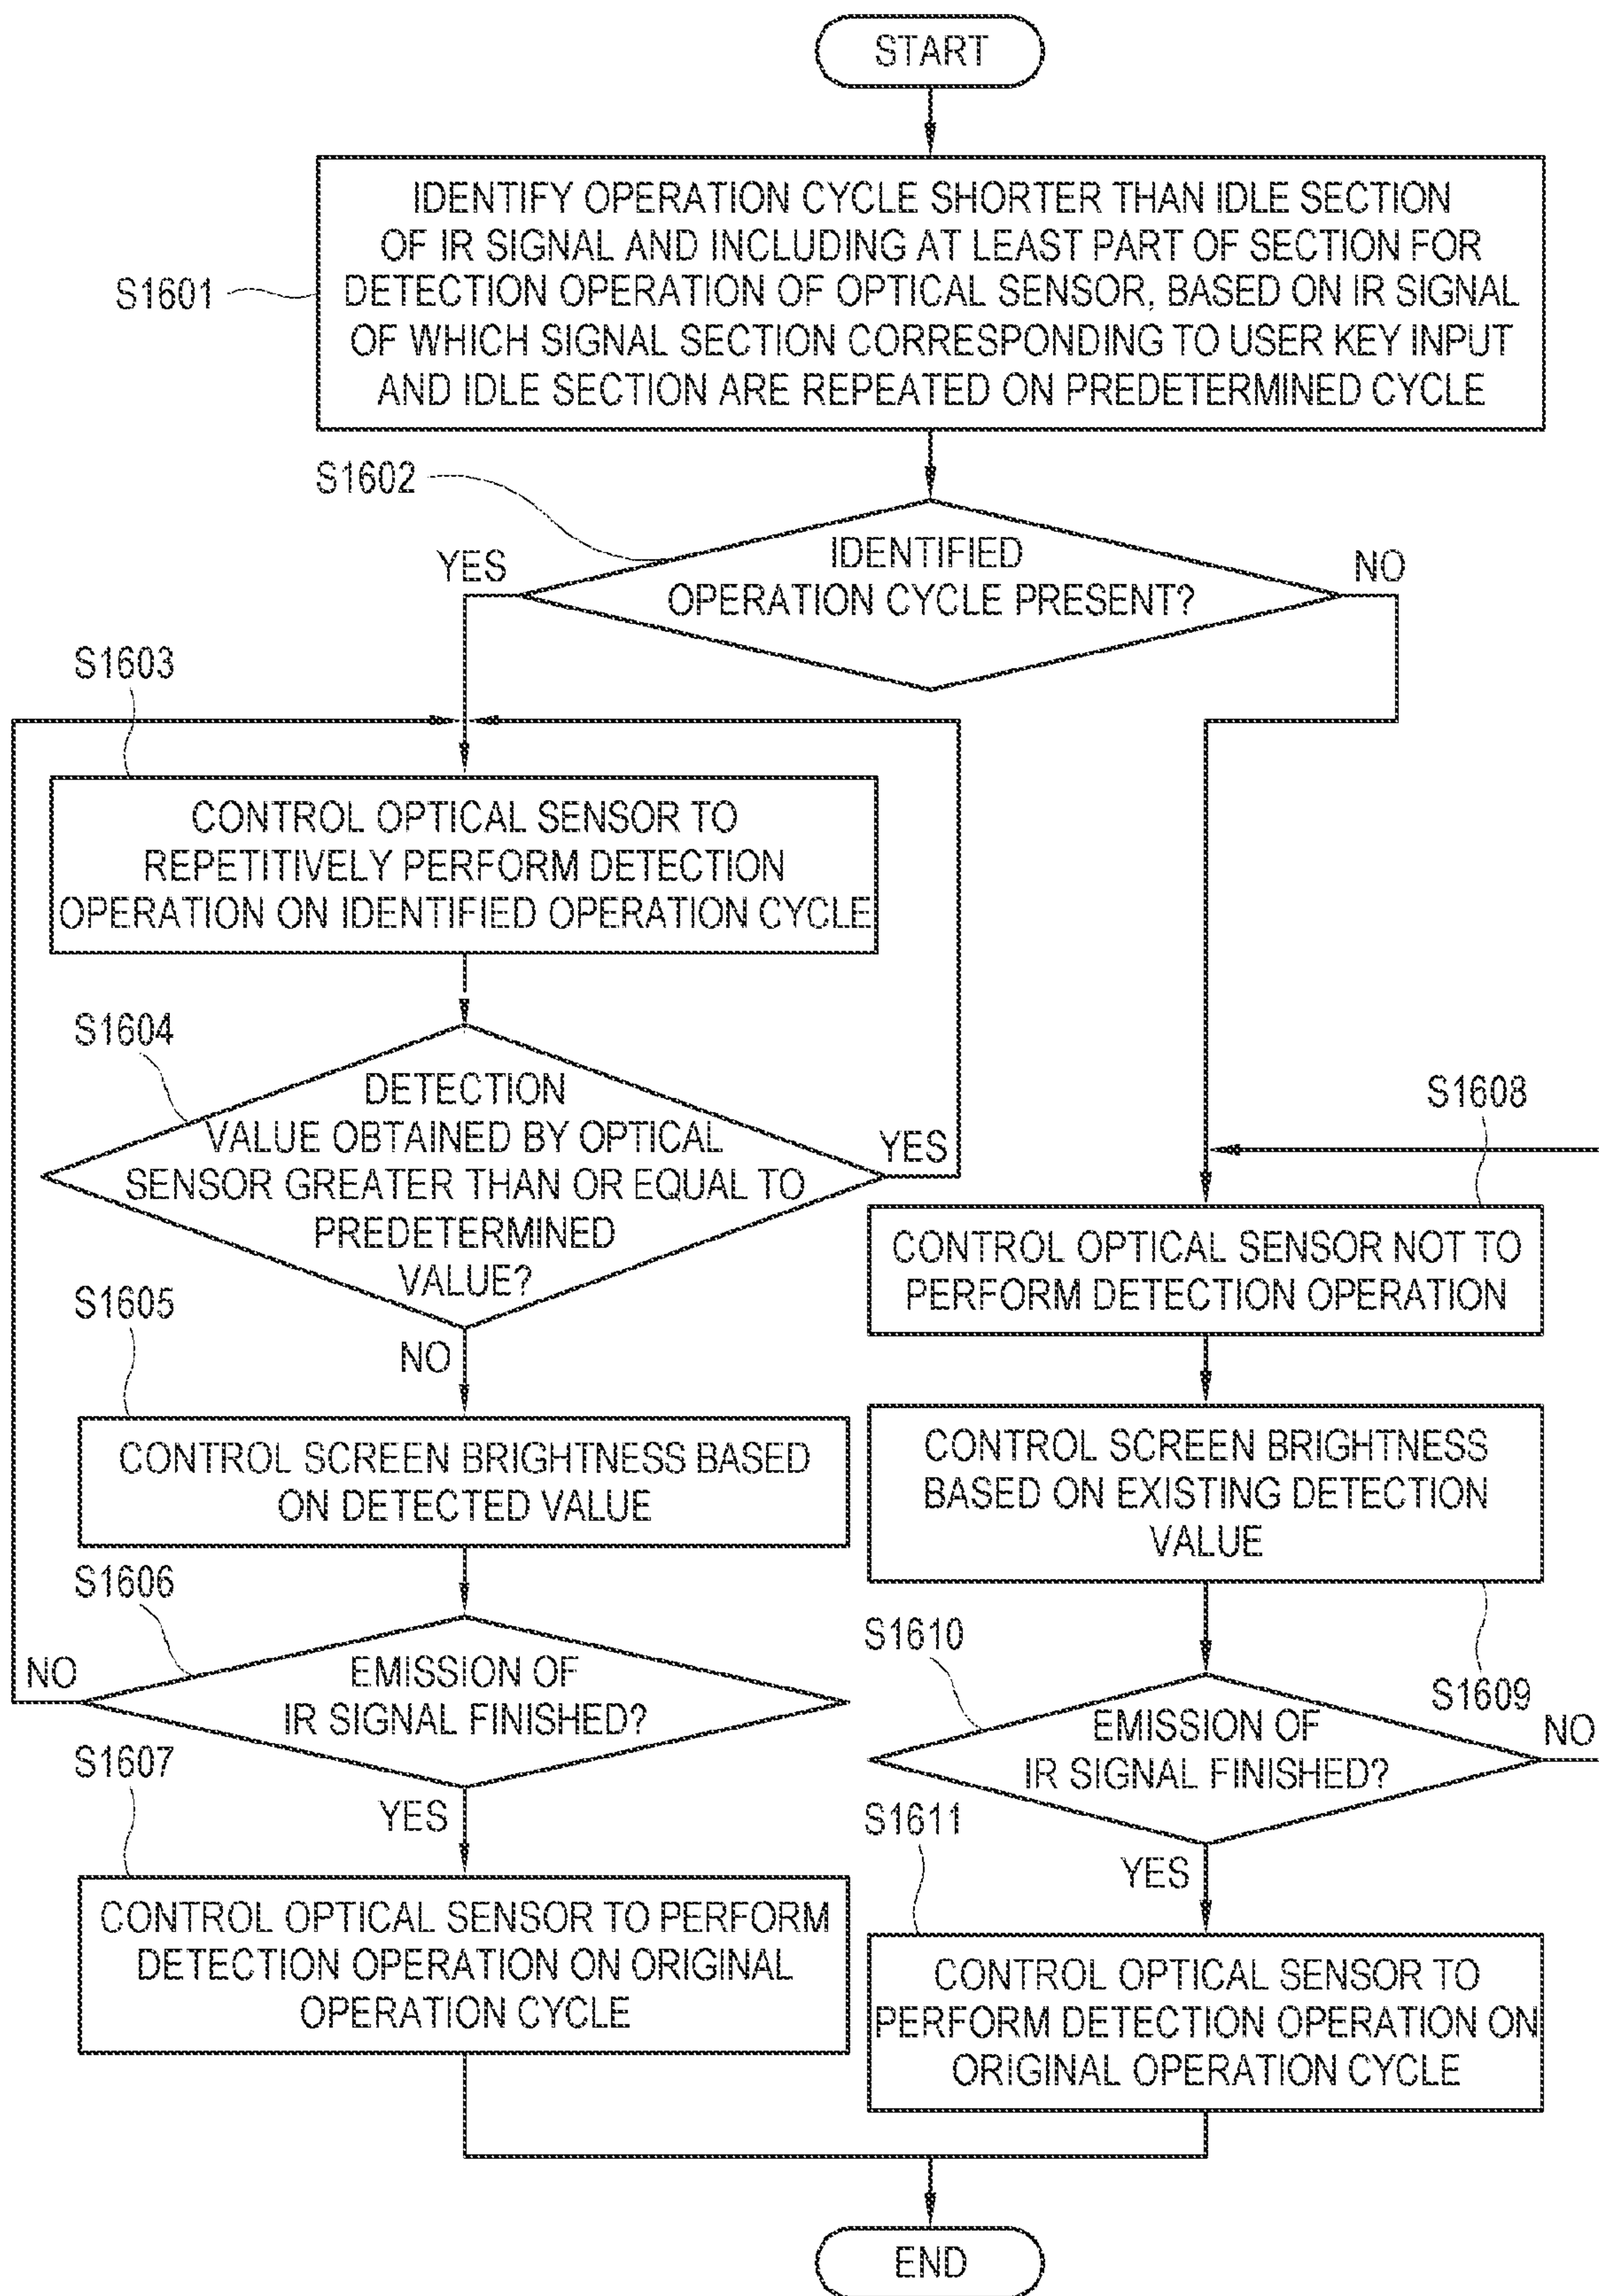 START
IDENTIFY OPERATION CYCLE SHORTER THAN IDLE SECTION
OF IR SIGNAL AND INCLUDING AT LEAST PART OF SECTION FOR
DETECTION OPERATION OF OPTICAL SENSOR, BASED ON IR SIGNAL
OF WHICH SIGNAL SECTION CORRESPONDING TO USER KEY INPUT
AND IDLE SECTION ARE REPEATED ON PREDETERMINED CYCLE
S1601
S1602
IDENTIFIED
OPERATION CYCLE PRESENT?
YES
NO
S1603
CONTROL OPTICAL SENSOR TO
REPETITIVELY PERFORM DETECTION
OPERATION ON IDENTIFIED OPERATION CYCLE
S1604
DETECTION
VALUE OBTAINED BY OPTICAL
SENSOR GREATER THAN OR EQUAL TO
PREDETERMINED
VALUE?
YES
NO
S1605
CONTROL SCREEN BRIGHTNESS BASED
ON DETECTED VALUE
S1606
EMISSION OF
IR SIGNAL FINISHED?
NO
YES
S1607
CONTROL OPTICAL SENSOR TO PERFORM
DETECTION OPERATION ON ORIGINAL
OPERATION CYCLE
S1608
CONTROL OPTICAL SENSOR NOT TO
PERFORM DETECTION OPERATION
CONTROL SCREEN BRIGHTNESS
BASED ON EXISTING DETECTION
VALUE
S1609
S1610
EMISSION OF
IR SIGNAL FINISHED?
NO
YES
S1611
CONTROL OPTICAL SENSOR TO
PERFORM DETECTION OPERATION ON
ORIGINAL OPERATION CYCLE
END